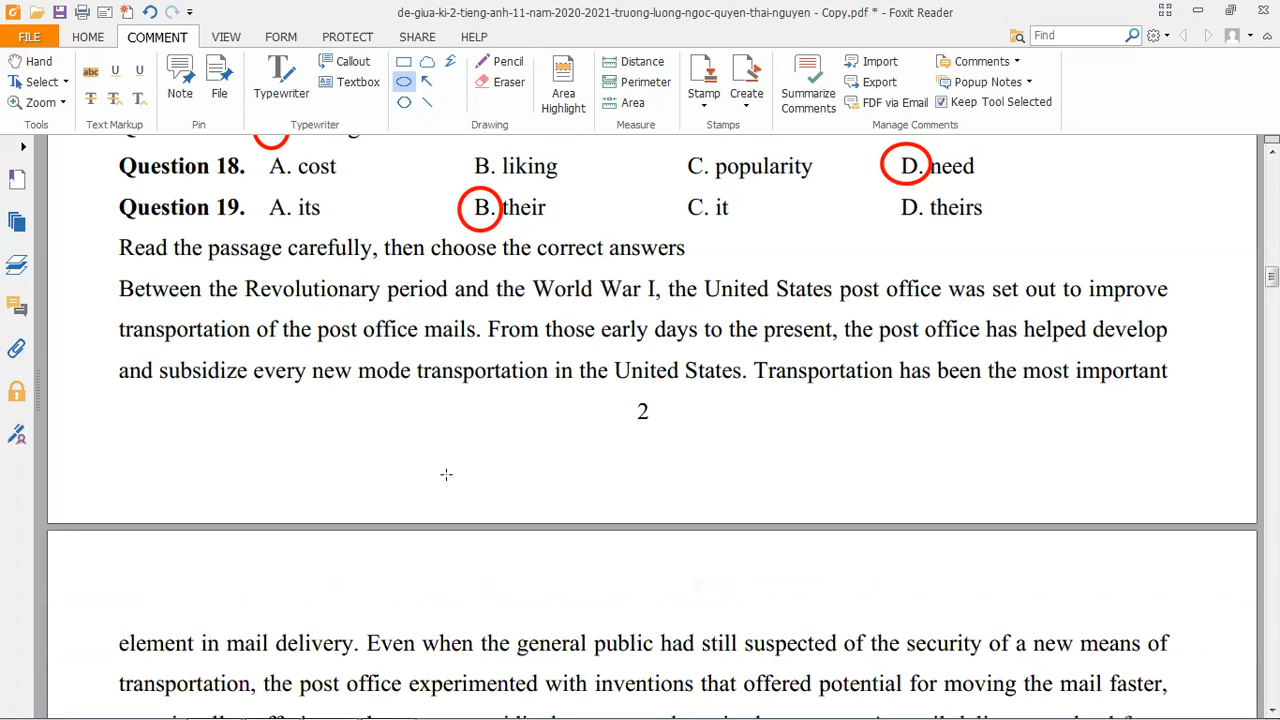 de-giua-ki-2-tieng-anh-11-nam-2020-2021-truong-luong-ngoc-quyen-thai-nguyen - Copy.pdf * - Foxit Reader
FILE HOME COMMENT VIEW FORM PROTECT SHARE HELP Find
Hand Select Zoom Tools
abc U U T T T Text Markup
Note File Pin
Typewriter Callout Textbox Typewriter
Pencil Eraser Area Highlight Drawing
Distance Perimeter Area Measure
Stamp Create Stamps
Summarize Comments Import Export FDF via Email Comments Popup Notes Keep Tool Selected Manage Comments
Question 18. A. cost B. liking C. popularity D. need
Question 19. A. its B. their C. it D. theirs
Read the passage carefully, then choose the correct answers
Between the Revolutionary period and the World War I, the United States post office was set out to improve
transportation of the post office mails. From those early days to the present, the post office has helped develop
and subsidize every new mode transportation in the United States. Transportation has been the most important
2
element in mail delivery. Even when the general public had still suspected of the security of a new means of
transportation, the post office experimented with inventions that offered potential for moving the mail faster,